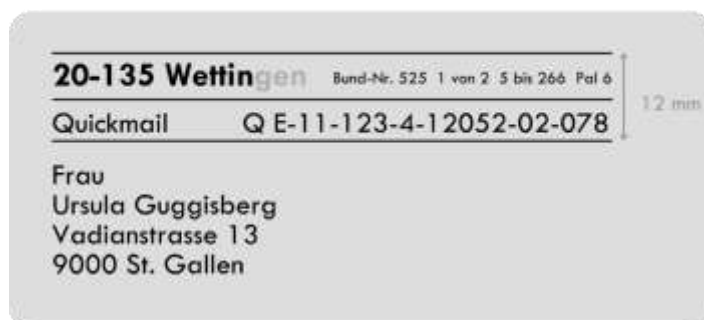 20-135 Wettingen Bund-Nr. 525 1 von 2 5 bis 266 Pal 6
12 mm
Quickmail Q E-11-123-4-12052-02-078
Frau
Ursula Guggisberg
Vadianstrasse 13
9000 St. Gallen